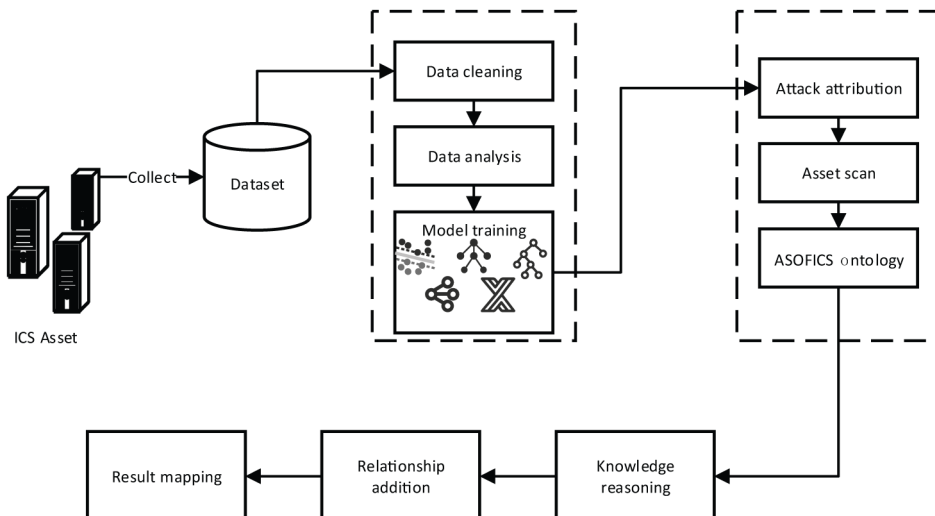 ICS Asset
Collect
Dataset
Data cleaning
Data analysis
Model training
Attack attribution
Asset scan
ASOFICS ontology
Knowledge
reasoning
Relationship
addition
Result mapping